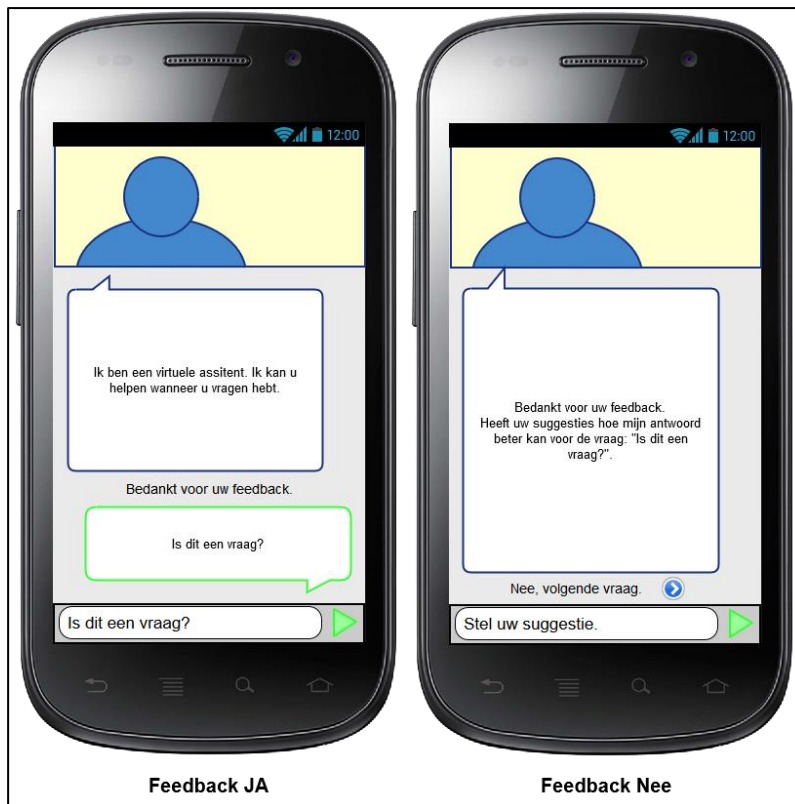 12:00
Ik ben een virtuele assitent. Ik kan u
helpen wanneer u vragen hebt.
Bedankt voor uw feedback.
Is dit een vraag?
Is dit een vraag?
Feedback JA
12:00
Bedankt voor uw feedback.
Heeft uw suggesties hoe mijn antwoord
beter kan voor de vraag: "Is dit een
vraag?".
Nee, volgende vraag.
Stel uw suggestie.
Feedback Nee